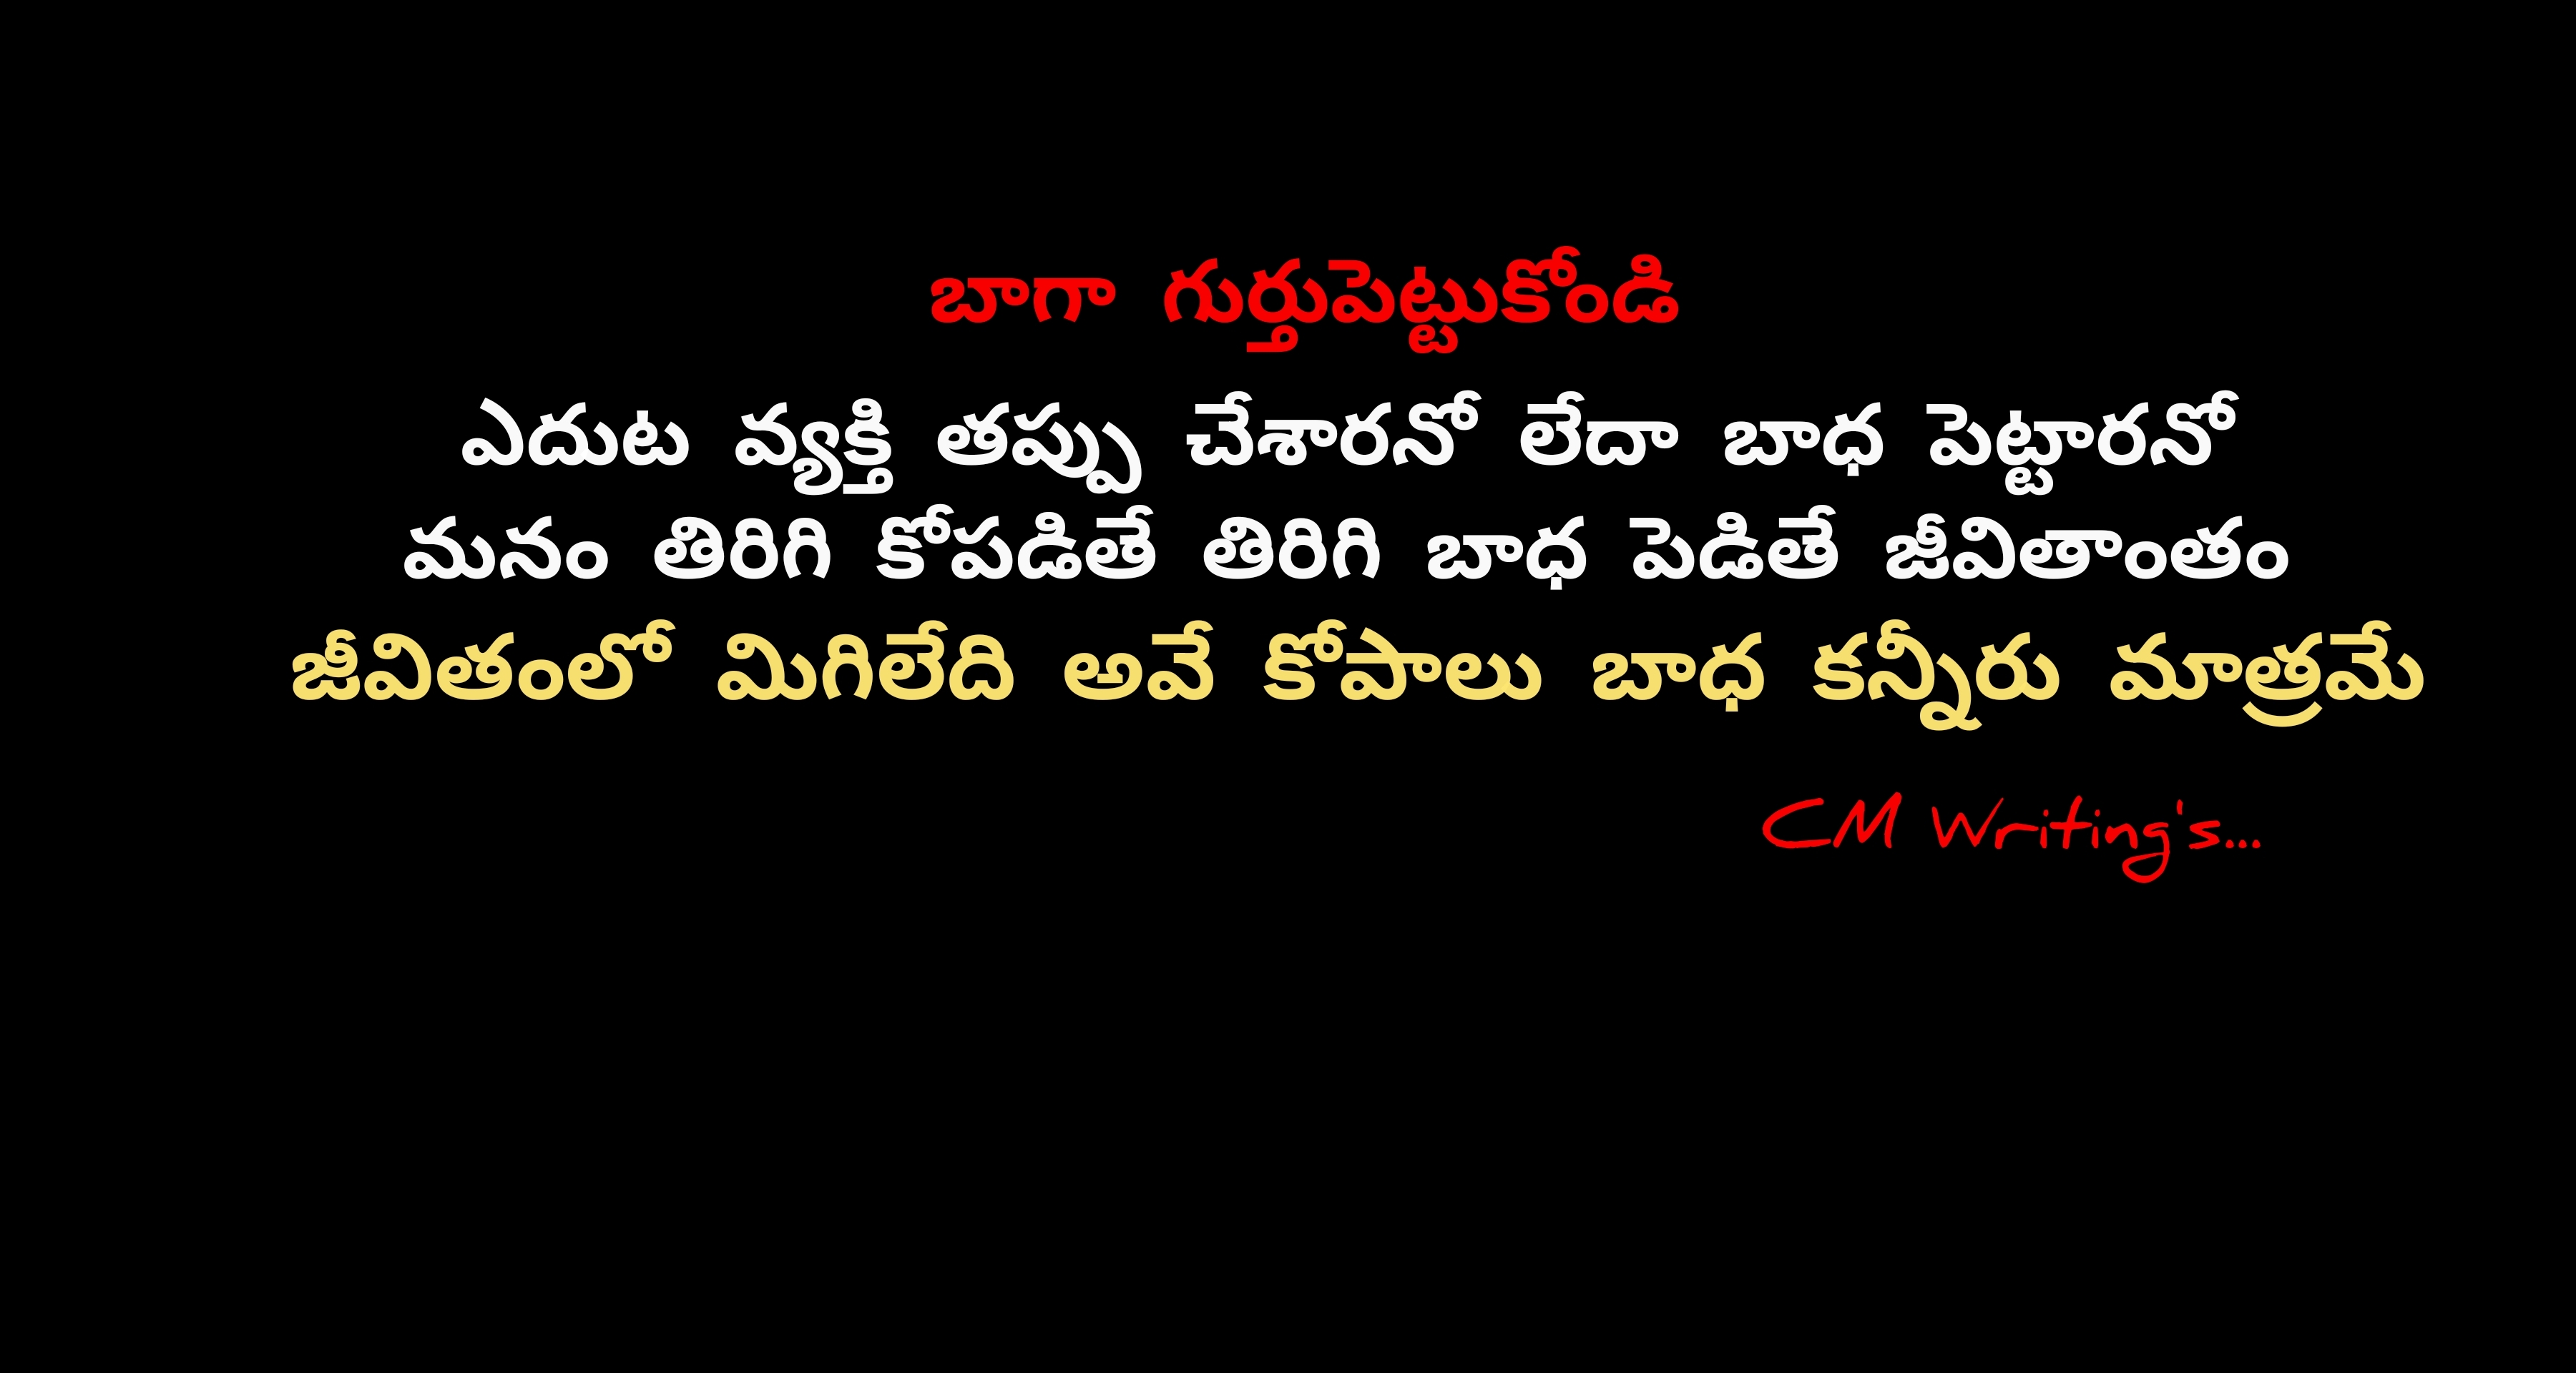 బాగా గుర్తుపెట్టుకోండి
ఎదుట వ్యక్తి తప్పు చేశారనో లేదా బాధ పెట్టారనో
మనం తిరిగి కోపడితే తిరిగి బాధ పెడితే జీవితాంతం
జీవితంలో మిగిలేది అవే కోపాలు బాధ కన్నీరు మాత్రమే
CM Writing's...